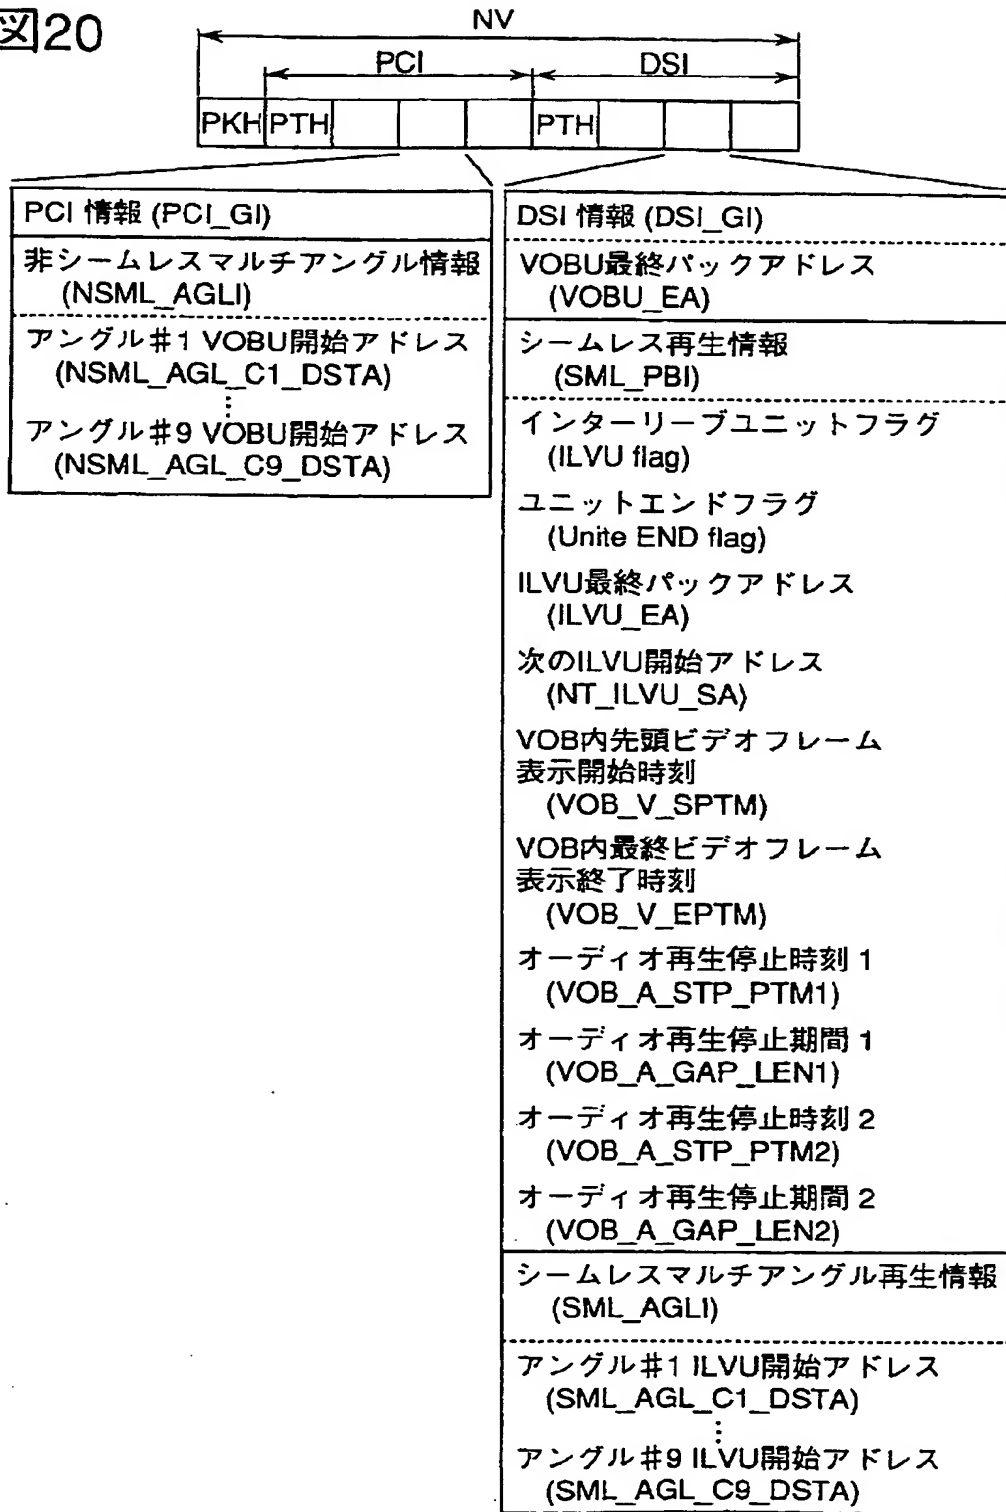 図20
NV
PCI
DSI
PKH PTH PTH
PCI 情報 (PCI_GI)
非シームレスマルチアングル情報
(NSML_AGLI)
アングル#1 VOBU開始アドレス
(NSML_AGL_C1_DSTA)
アングル#9 VOBU開始アドレス
(NSML_AGL_C9_DSTA)
DSI 情報 (DSI_GI)
VOBU最終パックアドレス
(VOBU_EA)
シームレス再生情報
(SML_PBI)
インターリーブユニットフラグ
(ILVU flag)
ユニットエンドフラグ
(Unite END flag)
ILVU最終パックアドレス
(ILVU_EA)
次のILVU開始アドレス
(NT_ILVU_SA)
VOB内先頭ビデオフレーム
表示開始時刻
(VOB_V_SPTM)
VOB内最終ビデオフレーム
表示終了時刻
(VOB_V_EPTM)
オーディオ再生停止時刻 1
(VOB_A_STP_PTM1)
オーディオ再生停止期間 1
(VOB_A_GAP_LEN1)
オーディオ再生停止時刻 2
(VOB_A_STP_PTM2)
オーディオ再生停止期間 2
(VOB_A_GAP_LEN2)
シームレスマルチアングル再生情報
(SML_AGLI)
アングル#1 ILVU開始アドレス
(SML_AGL_C1_DSTA)
アングル#9 ILVU開始アドレス
(SML_AGL_C9_DSTA)